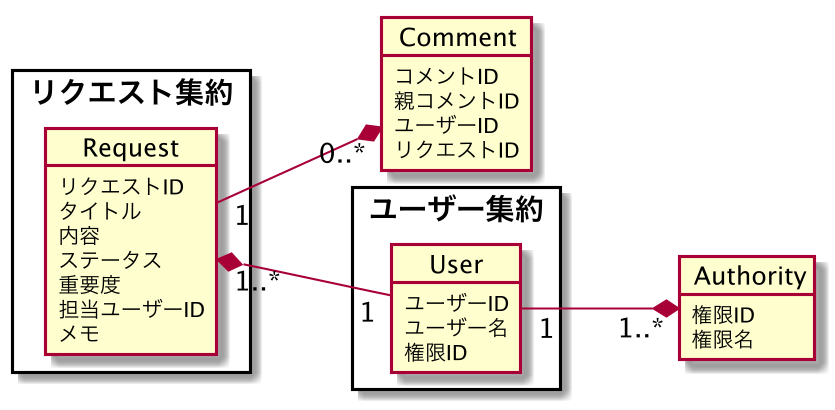 リクエスト集約
Request
リクエストID
タイトル
内容
ステータス
重要度
担当ユーザーID
メモ
Comment
コメントID
親コメントID
ユーザーID
リクエストID
0..*
1
1..*
1
ユーザー集約
User
ユーザーID
ユーザー名
権限ID
1
1..*
Authority
権限ID
権限名